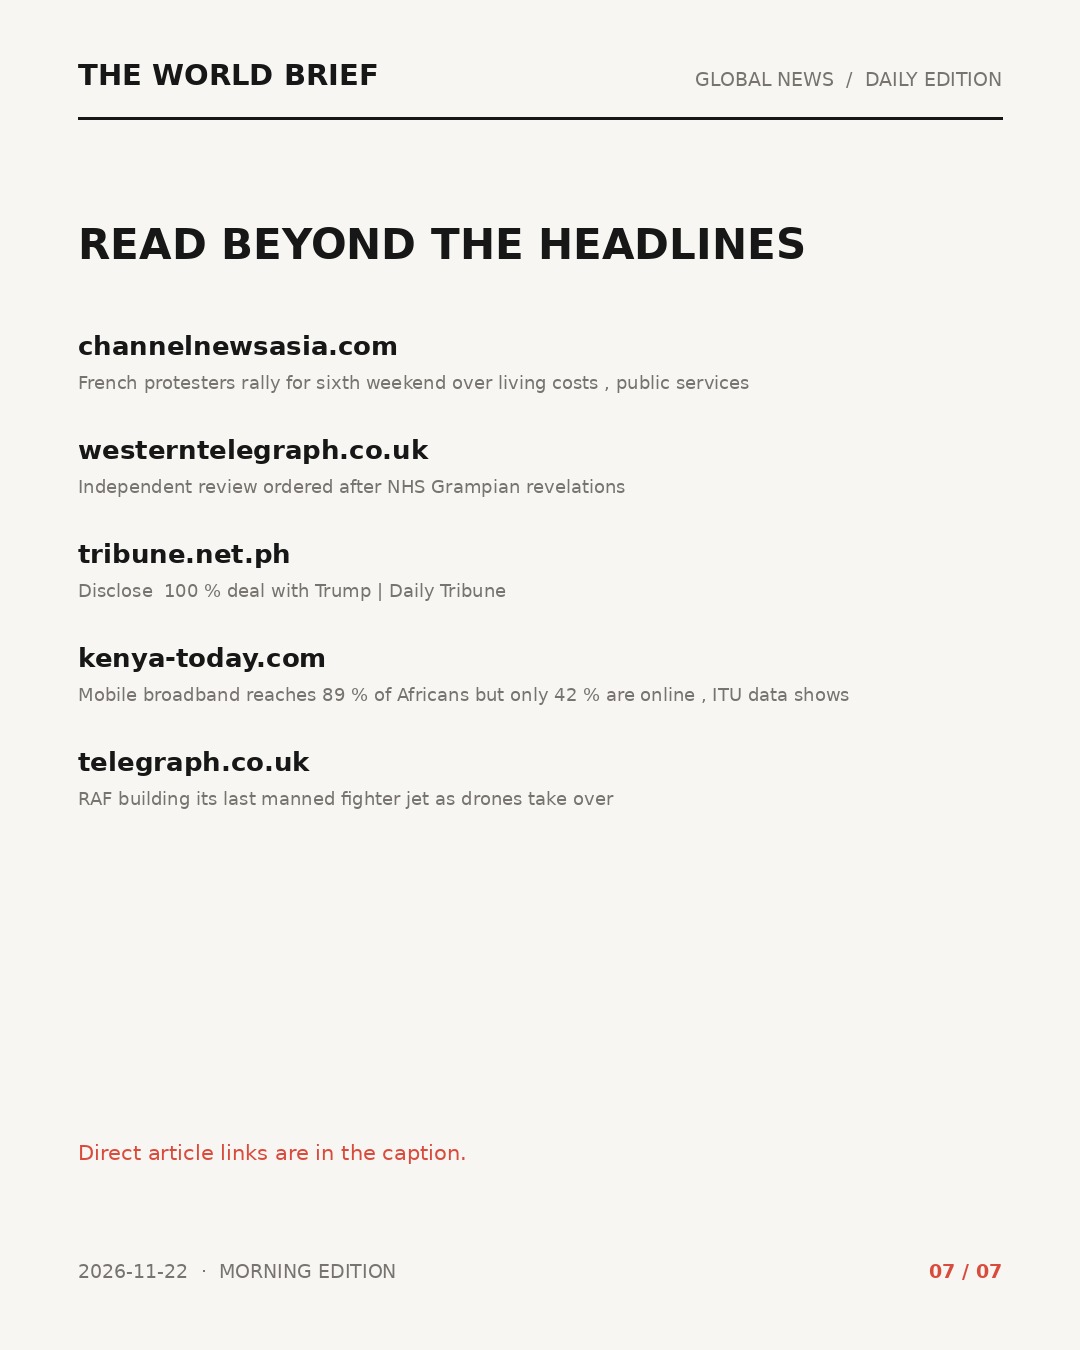 THE WORLD BRIEF
GLOBAL NEWS / DAILY EDITION
READ BEYOND THE HEADLINES
channelnewsasia.com
French protesters rally for sixth weekend over living costs , public services
westerntelegraph.co.uk
Independent review ordered after NHS Grampian revelations
tribune.net.ph
Disclose  100 % deal with Trump | Daily Tribune
kenya-today.com
Mobile broadband reaches 89 % of Africans but only 42 % are online , ITU data shows
telegraph.co.uk
RAF building its last manned fighter jet as drones take over
Direct article links are in the caption.
2026-11-22 · MORNING EDITION
07 / 07